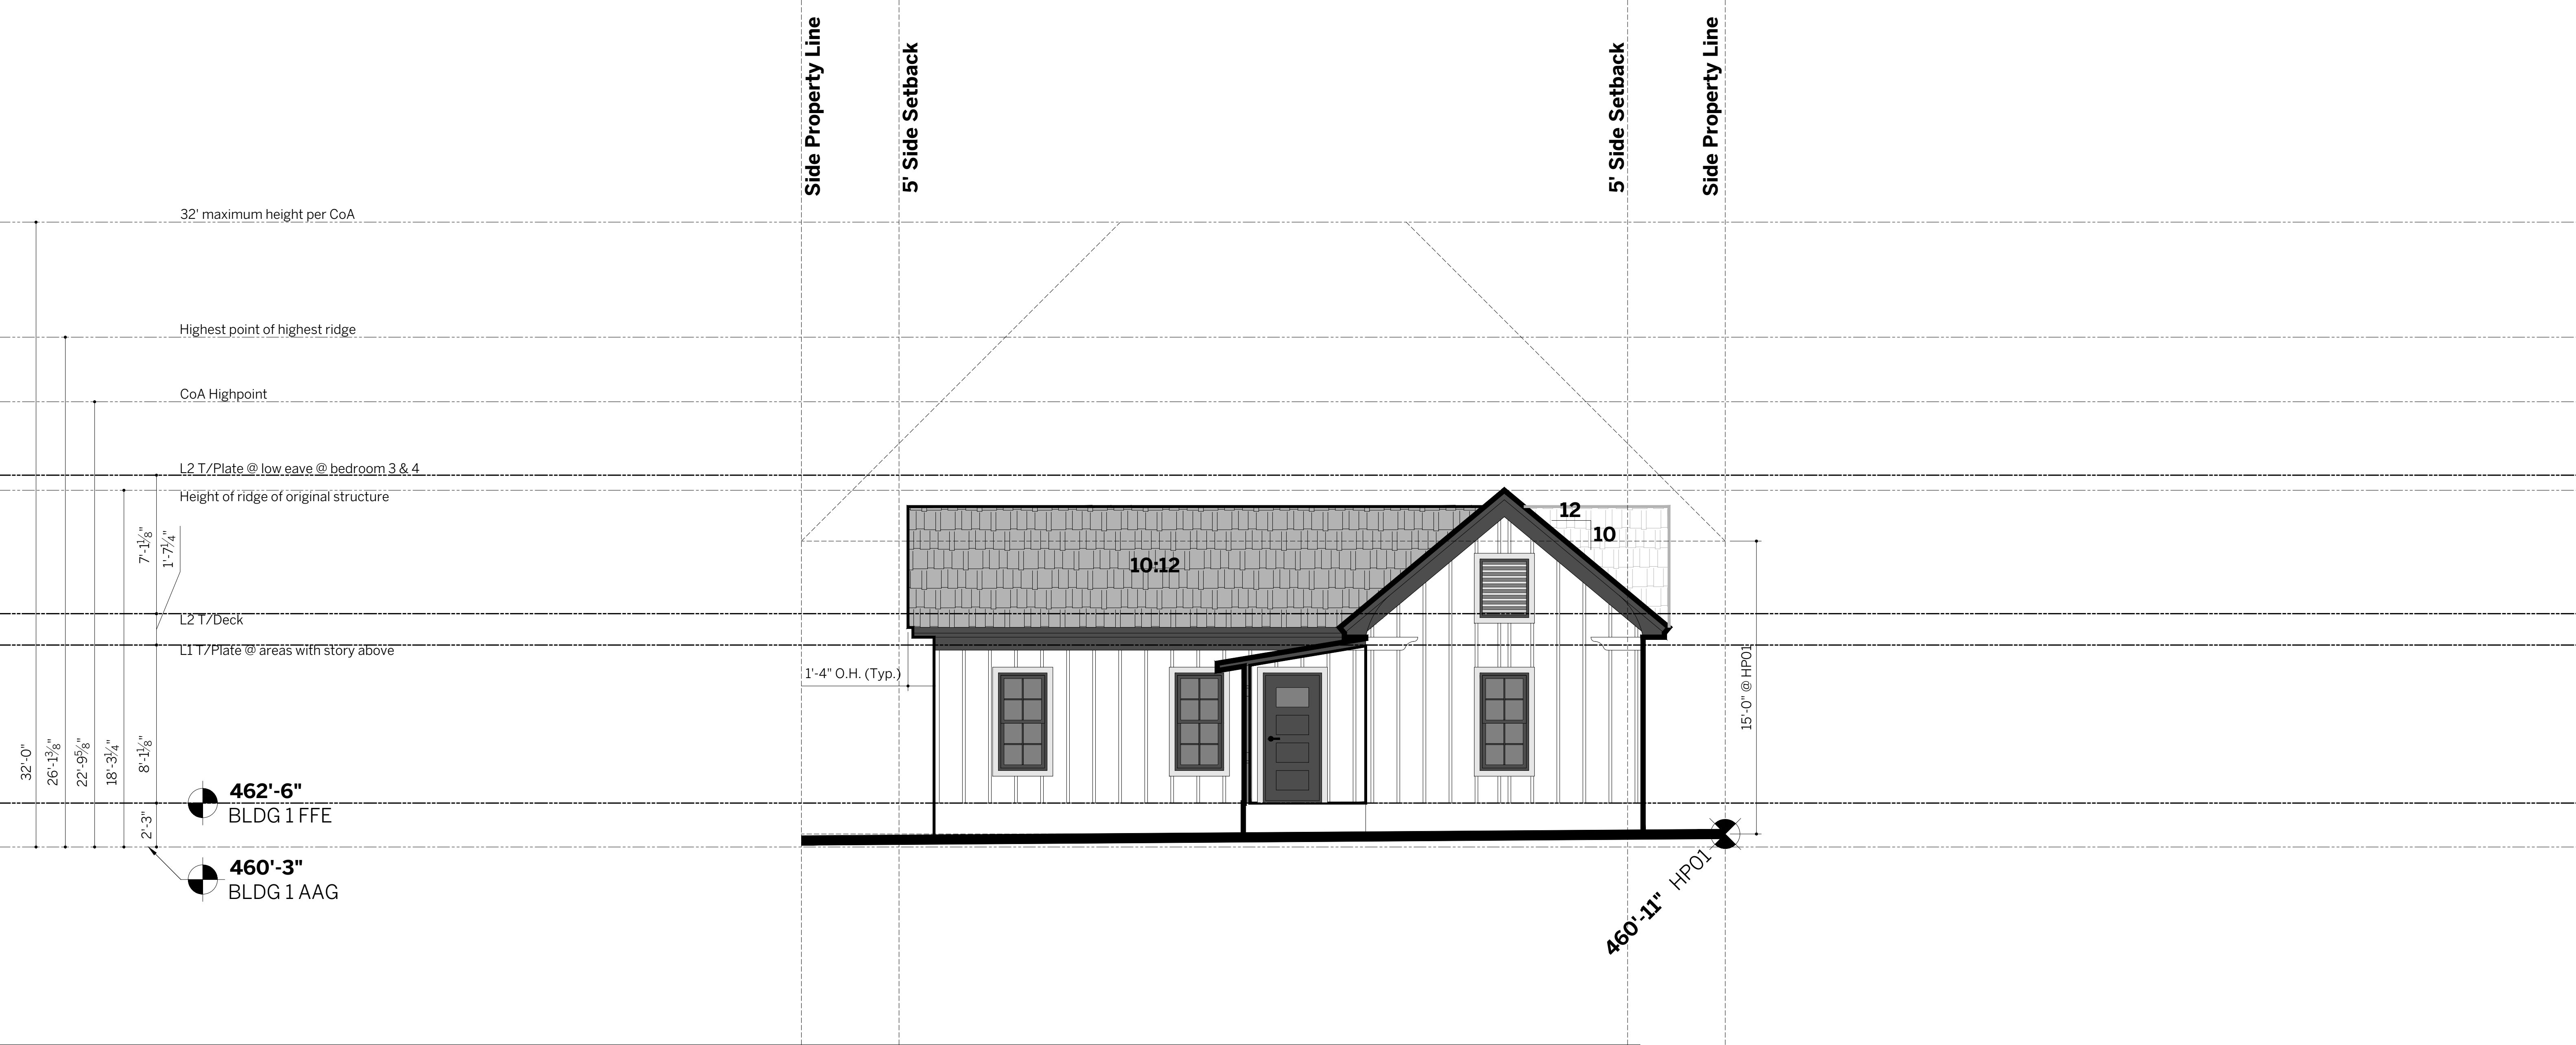 Side Property Line
5' Side Setback
5' Side Setback
Side Property Line
32' maximum height per CoA
Highest point of highest ridge
CoA Highpoint
L2 T/Plate @ low eave @ bedroom 3 & 4
Height of ridge of original structure
12
10
10:12
7'-1⅛"
1'-7¼"
L2 T/Deck
L1 T/Plate @ areas with story above
1'-4" O.H. (Typ.)
15'-0" @ HP01
32'-0"
26'-1⅜"
22'-9⅝"
18'-3¼"
8'-1⅛"
462'-6"
BLDG 1 FFE
2'-3"
460'-3"
BLDG 1 AAG
460'-11" HP01